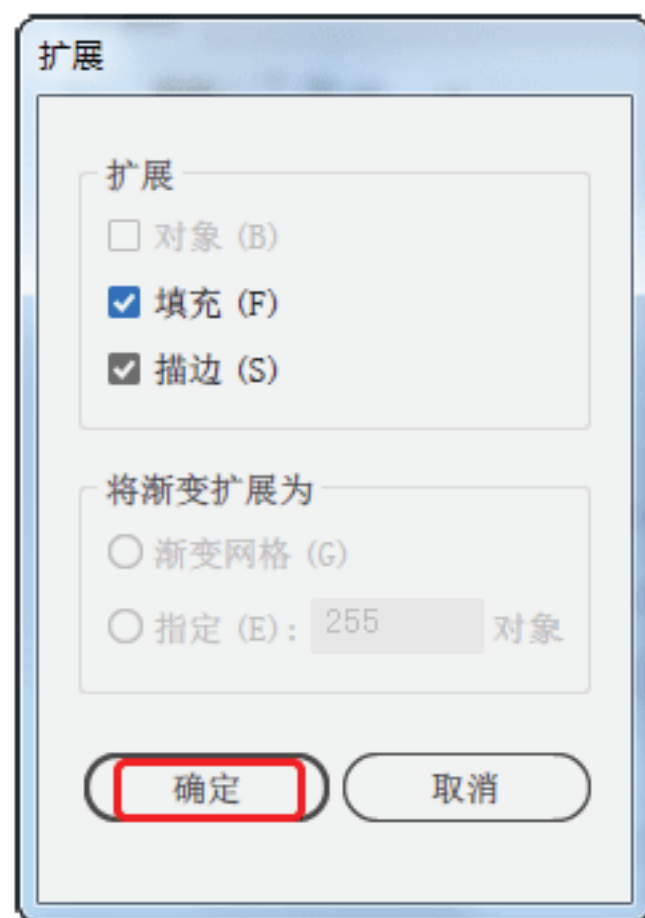 扩展
扩展
对象 (B)
填充 (F)
描边 (S)
将渐变扩展为
渐变网格 (G)
指定 (E): 255 对象
确定 取消